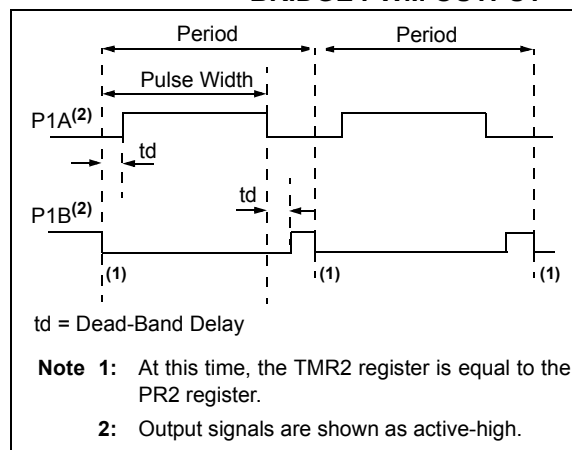 BRIDGE PWM OUTPUT
Period
Period
Pulse Width
P1A(2)
td
td
P1B(2)
(1)
(1)
(1)
td = Dead-Band Delay
Note 1: At this time, the TMR2 register is equal to the
PR2 register.
2: Output signals are shown as active-high.